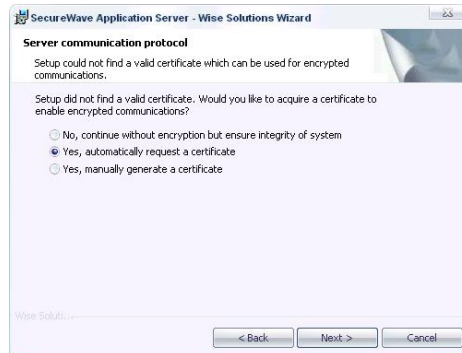 SecureWave Application Server - Wise Solutions Wizard
Server communication protocol
Setup could not find a valid certificate which can be used for encrypted
communications.
Setup did not find a valid certificate. Would you like to acquire a certificate to
enable encrypted communications?
No, continue without encryption but ensure integrity of system
Yes, automatically request a certificate
Yes, manually generate a certificate
Wise Soluti...
< Back
Next >
Cancel